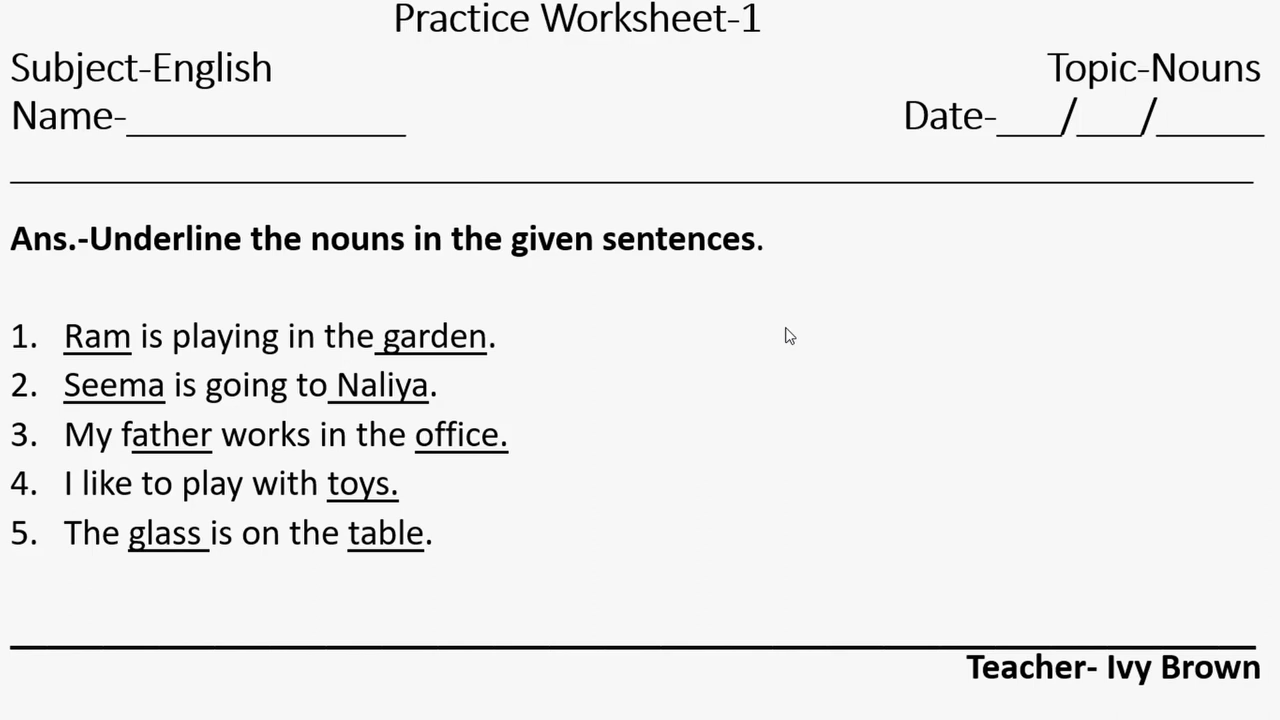 Practice Worksheet-1
Subject-English Topic-Nouns
Name-______________ Date-___/___/_____
Ans.-Underline the nouns in the given sentences.
1. Ram is playing in the garden.
2. Seema is going to Naliya.
3. My father works in the office.
4. I like to play with toys.
5. The glass is on the table.
Teacher- Ivy Brown